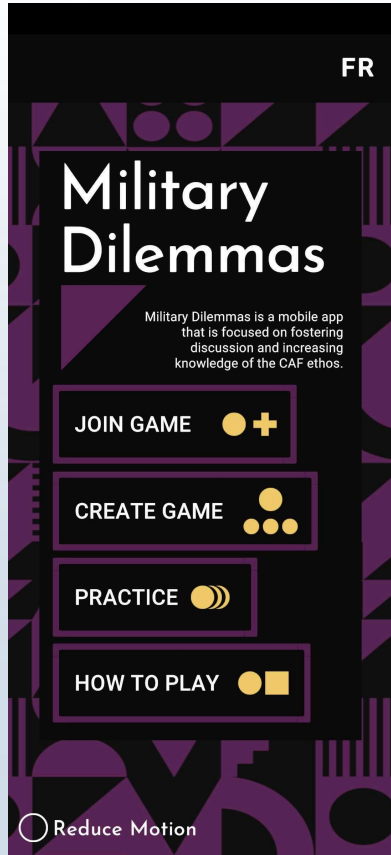 FR
Military
Dilemmas
Military Dilemmas is a mobile app
that is focused on fostering
discussion and increasing
knowledge of the CAF ethos.
JOIN GAME
CREATE GAME
PRACTICE
HOW TO PLAY
Reduce Motion